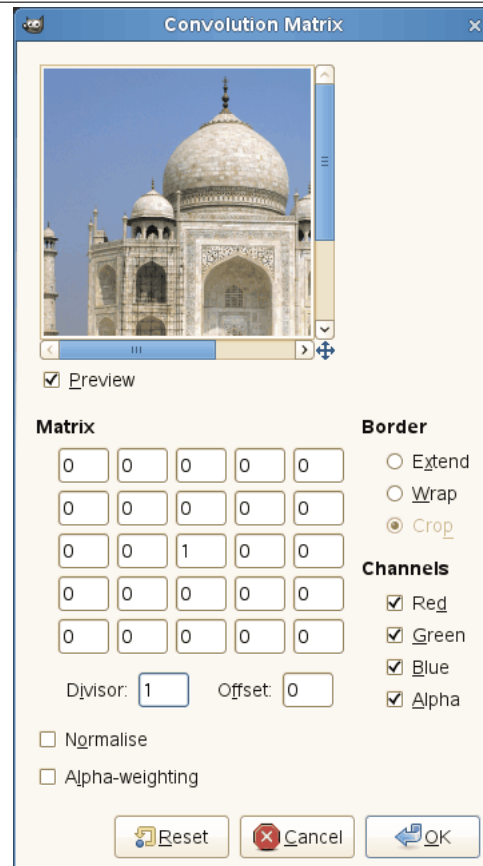 Convolution Matrix
Preview
Matrix
0 0 0 0 0
0 0 0 0 0
0 0 1 0 0
0 0 0 0 0
0 0 0 0 0
Divisor: 1 Offset: 0
Normalise
Alpha-weighting
Border
Extend
Wrap
Crop
Channels
Red
Green
Blue
Alpha
Reset Cancel OK